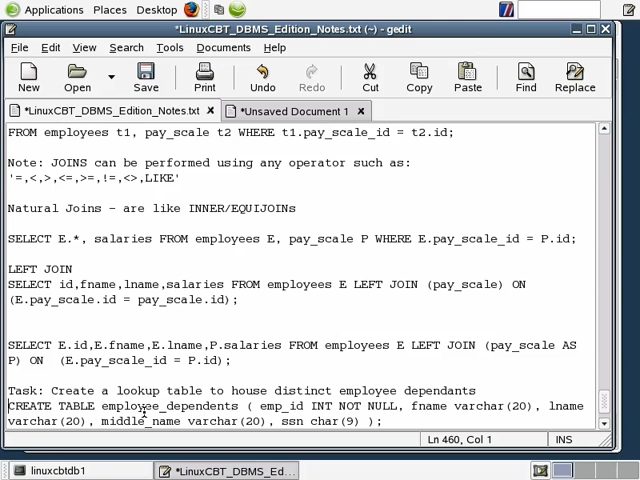 Applications Places Desktop
*LinuxCBT_DBMS_Edition_Notes.txt (~) - gedit
File Edit View Search Tools Documents Help
New Open Save Print Undo Redo Cut Copy Paste Find Replace
*LinuxCBT_DBMS_Edition_Notes.txt *Unsaved Document 1
FROM employees t1, pay_scale t2 WHERE t1.pay_scale_id = t2.id;
Note: JOINS can be performed using any operator such as:
'=,<,>,<=,>=,!=,<>,LIKE'
Natural Joins - are like INNER/EQUIJOINs
SELECT E.*, salaries FROM employees E, pay_scale P WHERE E.pay_scale_id = P.id;
LEFT JOIN
SELECT id,fname,lname,salaries FROM employees E LEFT JOIN (pay_scale) ON
(E.pay_scale.id = pay_scale.id);
SELECT E.id,E.fname,E.lname,P.salaries FROM employees E LEFT JOIN (pay_scale AS
P) ON (E.pay_scale_id = P.id);
Task: Create a lookup table to house distinct employee dependants
CREATE TABLE employee_dependents ( emp_id INT NOT NULL, fname varchar(20), lname
varchar(20), middle_name varchar(20), ssn char(9) );
Ln 460, Col 1 INS
linuxcbtdb1 *LinuxCBT_DBMS_Ed...